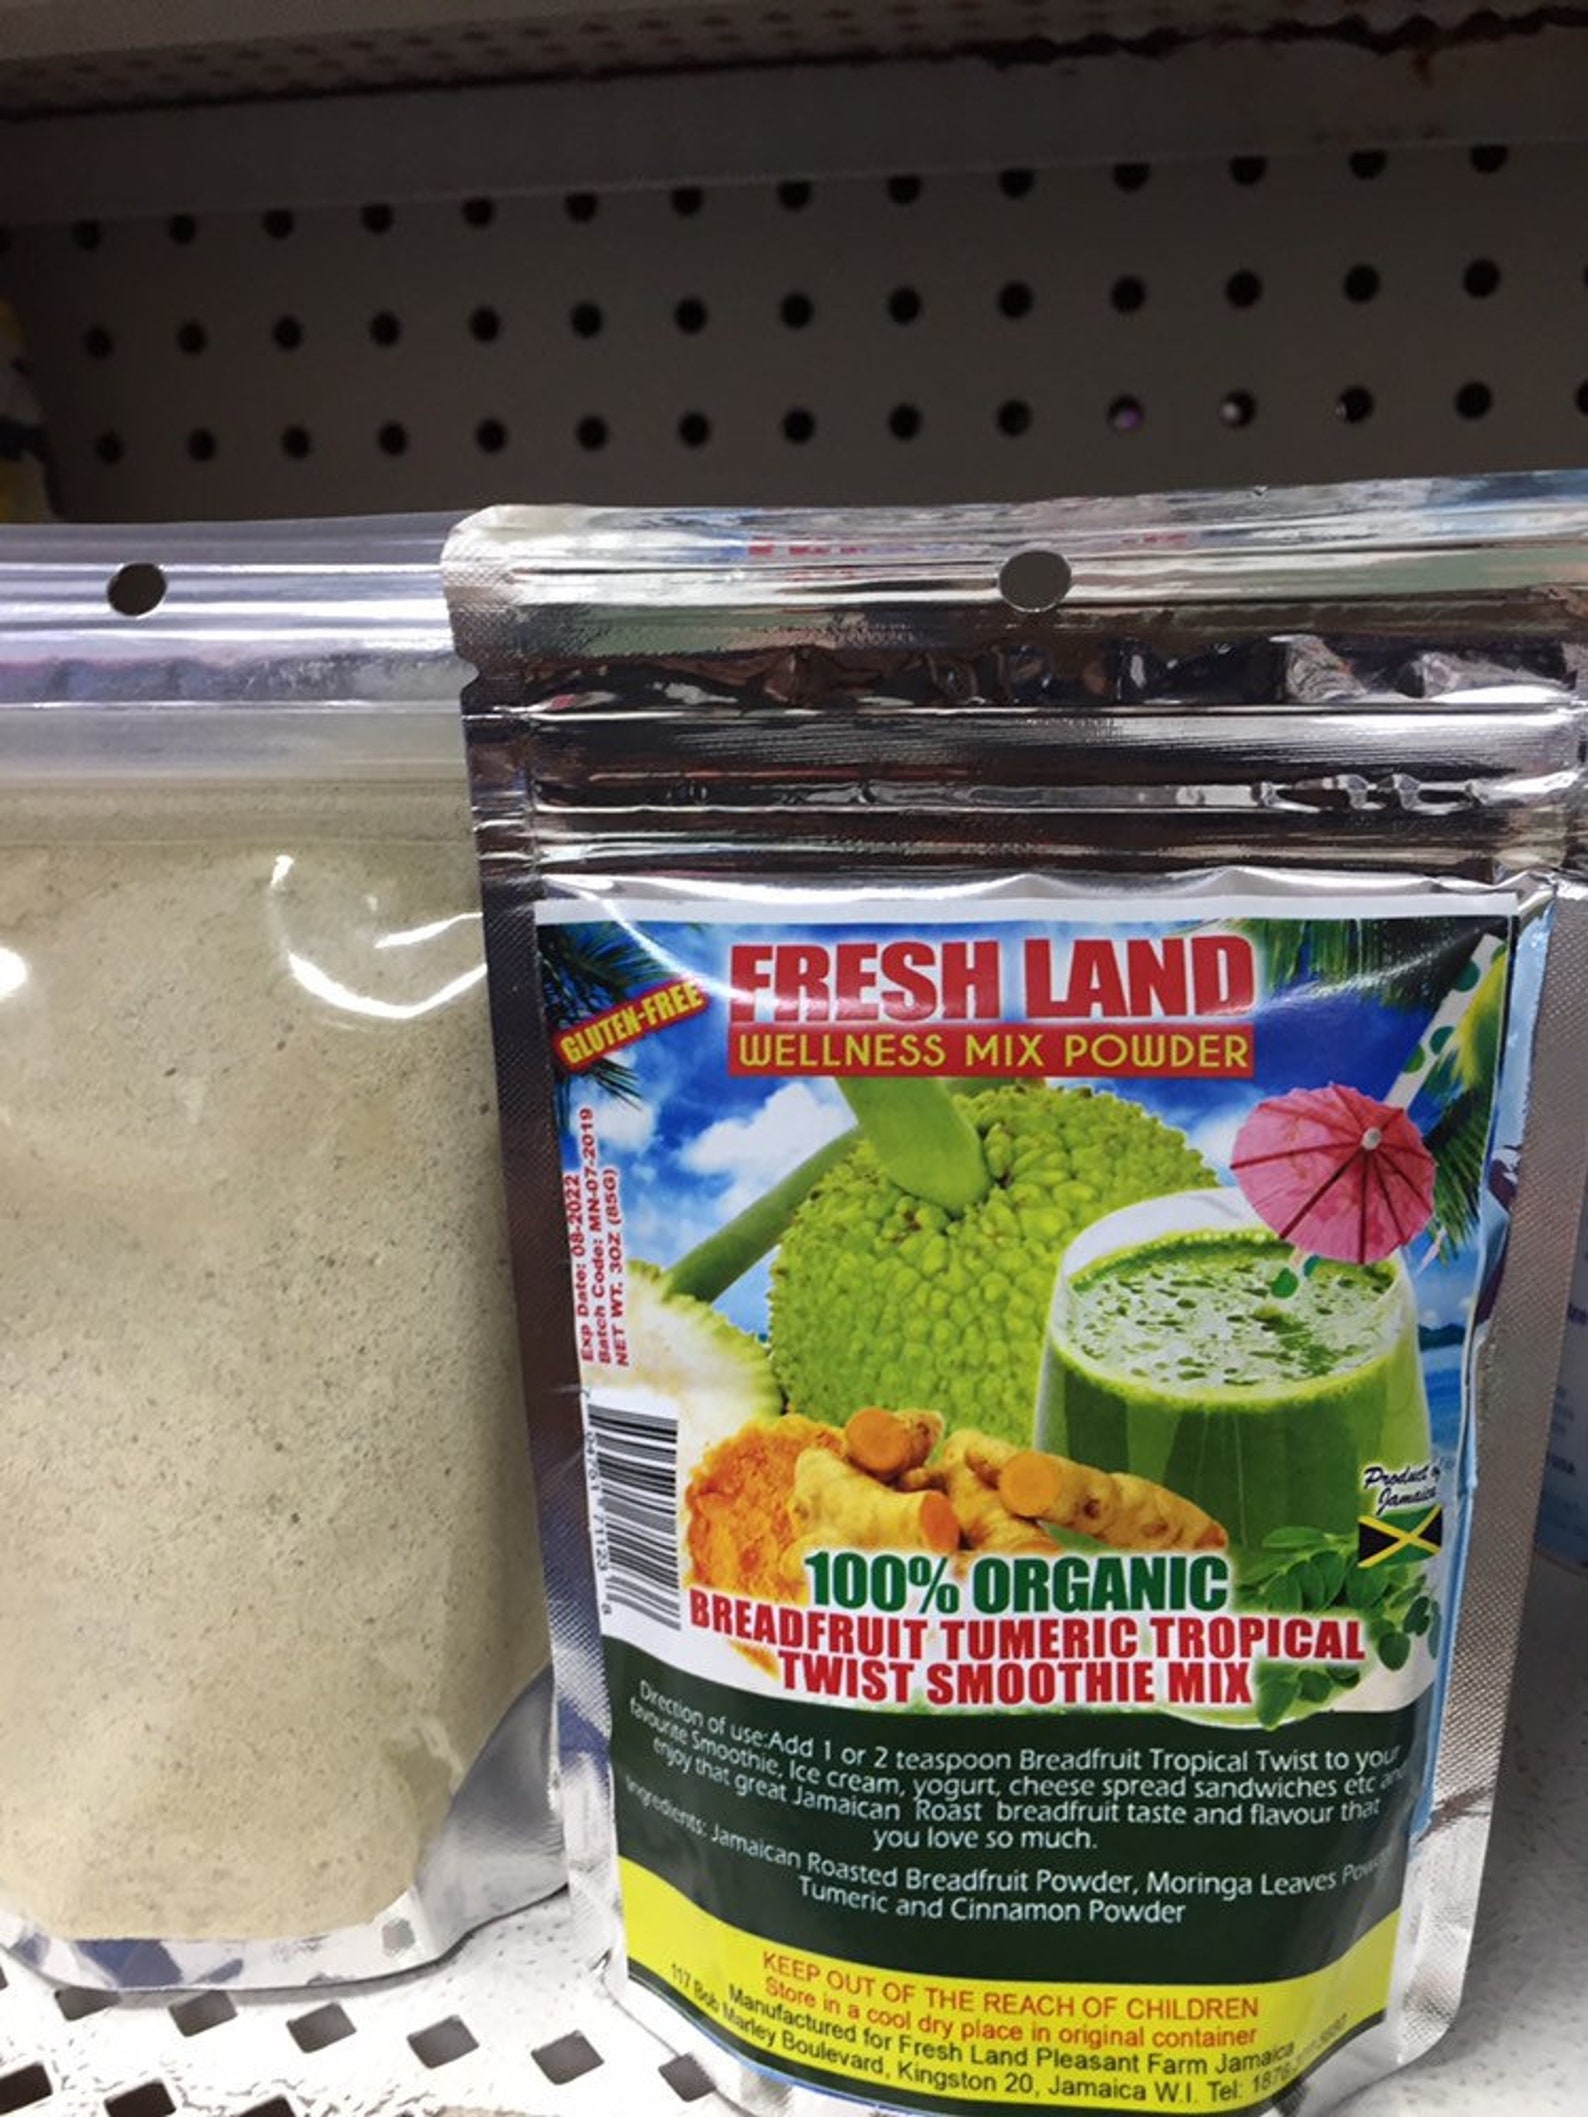 FRESH LAND
GLUTEN-FREE
WELLNESS MIX POWDER
Exp Date: 08-2022
Batch Code: MN-07-2019
NET WT. 3OZ (85G)
Product of
Jamaica
100% ORGANIC
BREADFRUIT TUMERIC TROPICAL
TWIST SMOOTHIE MIX
Direction of use:Add 1 or 2 teaspoon Breadfruit Tropical Twist to your
favourite Smoothie, Ice cream, yogurt, cheese spread sandwiches etc and
enjoy that great Jamaican Roast breadfruit taste and flavour that
you love so much.
Ingredients: Jamaican Roasted Breadfruit Powder, Moringa Leaves
Tumeric and Cinnamon Powder
KEEP OUT OF THE REACH OF CHILDREN
Store in a cool dry place in original container
Manufactured for Fresh Land Pleasant Farm Jamaica
117 Bob Marley Boulevard, Kingston 20, Jamaica W.I. Tel: